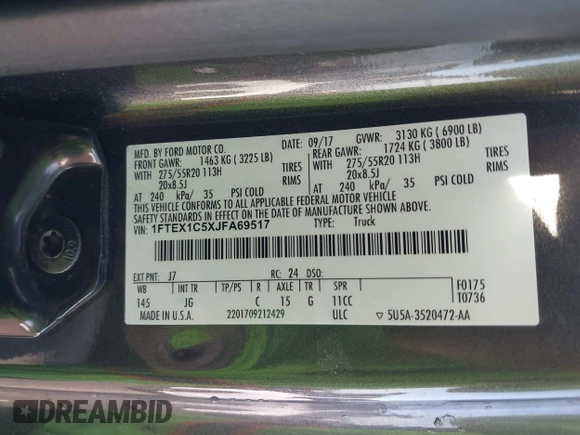 MFD. BY FORD MOTOR CO. DATE: 09/17 GVWR: 3130 KG ( 6900 LB)
FRONT GAWR: 1463 KG ( 3225 LB) REAR GAWR: 1724 KG ( 3800 LB)
WITH 275/55R20 113H TIRES WITH 275/55R20 113H TIRES
20x8.5J RIMS 20x8.5J RIMS
AT 240 kPa/ 35 PSI COLD AT 240 kPa/ 35 PSI COLD
THIS VEHICLE CONFORMS TO ALL APPLICABLE FEDERAL MOTOR VEHICLE
SAFETY STANDARDS IN EFFECT ON THE DATE OF MANUFACTURE SHOWN ABOVE.
VIN: 1FTEX1C5XJFA69517 TYPE: Truck
EXT PNT: J7 RC: 24 DSO: F0175
WB TP/PS R AXLE TR SPR T0736
145 JG C 15 G 11CC
MADE IN U.S.A. 2201709212429 ULC ▽ 5U5A-3520472-AA
10.9
DREAMBID